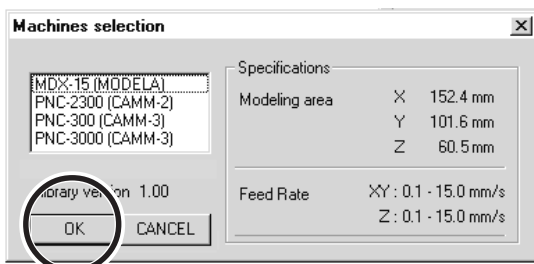 Machines selection
MDX-15 (MODELA)
PNC-2300 (CAMM-2)
PNC-300 (CAMM-3)
PNC-3000 (CAMM-3)
Library version 1.00
OK
CANCEL
Specifications
Modeling area X 152.4 mm
Y 101.6 mm
Z 60.5 mm
Feed Rate XY : 0.1 - 15.0 mm/s
Z : 0.1 - 15.0 mm/s